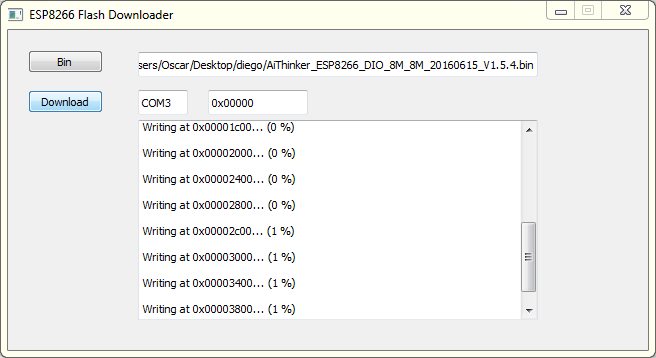 ESP8266 Flash Downloader
Bin
sers/Oscar/Desktop/diego/AiThinker_ESP8266_DIO_8M_8M_20160615_V1.5.4.bin
Download
COM3
0x00000
Writing at 0x00001c00... (0 %)
Writing at 0x00002000... (0 %)
Writing at 0x00002400... (0 %)
Writing at 0x00002800... (0 %)
Writing at 0x00002c00... (1 %)
Writing at 0x00003000... (1 %)
Writing at 0x00003400... (1 %)
Writing at 0x00003800... (1 %)